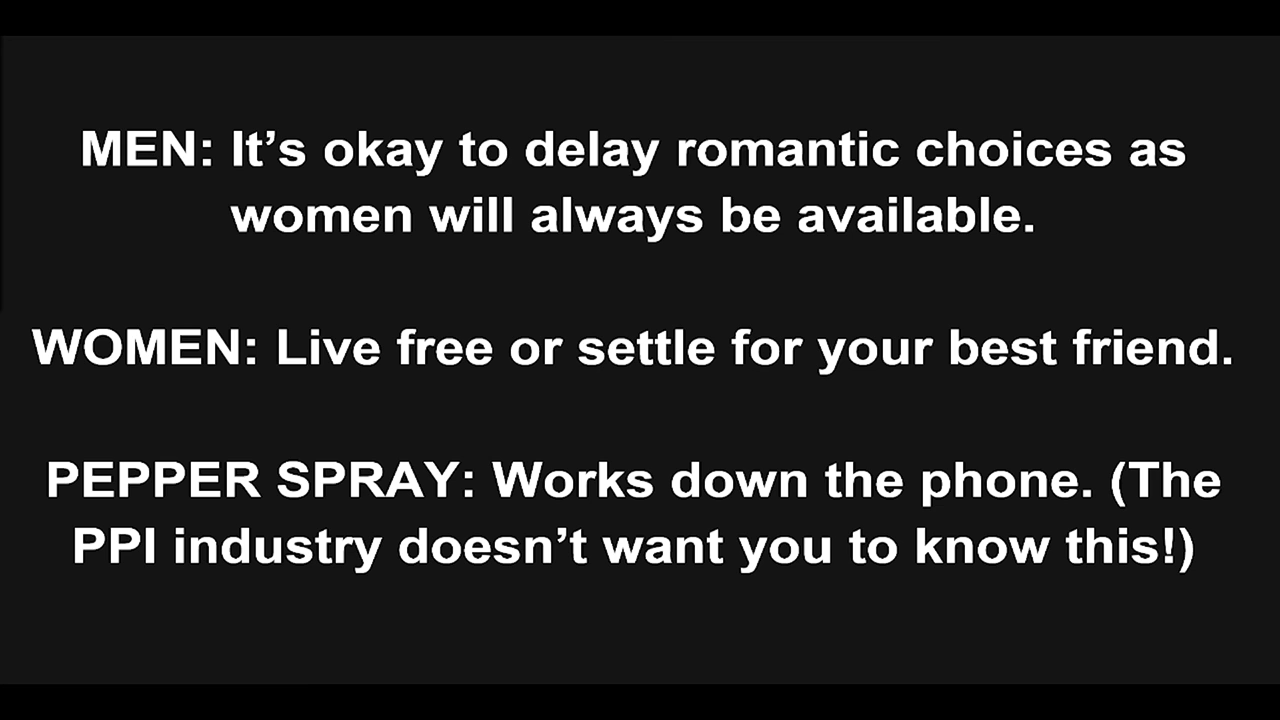 MEN: It’s okay to delay romantic choices as
women will always be available.
WOMEN: Live free or settle for your best friend.
PEPPER SPRAY: Works down the phone. (The
PPI industry doesn’t want you to know this!)